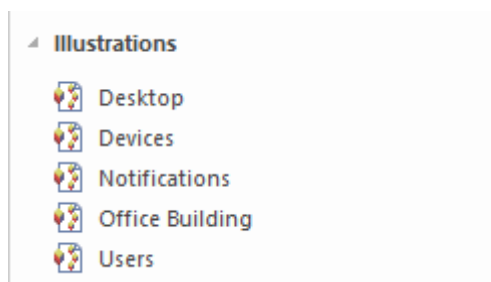 Illustrations
Desktop
Devices
Notifications
Office Building
Users